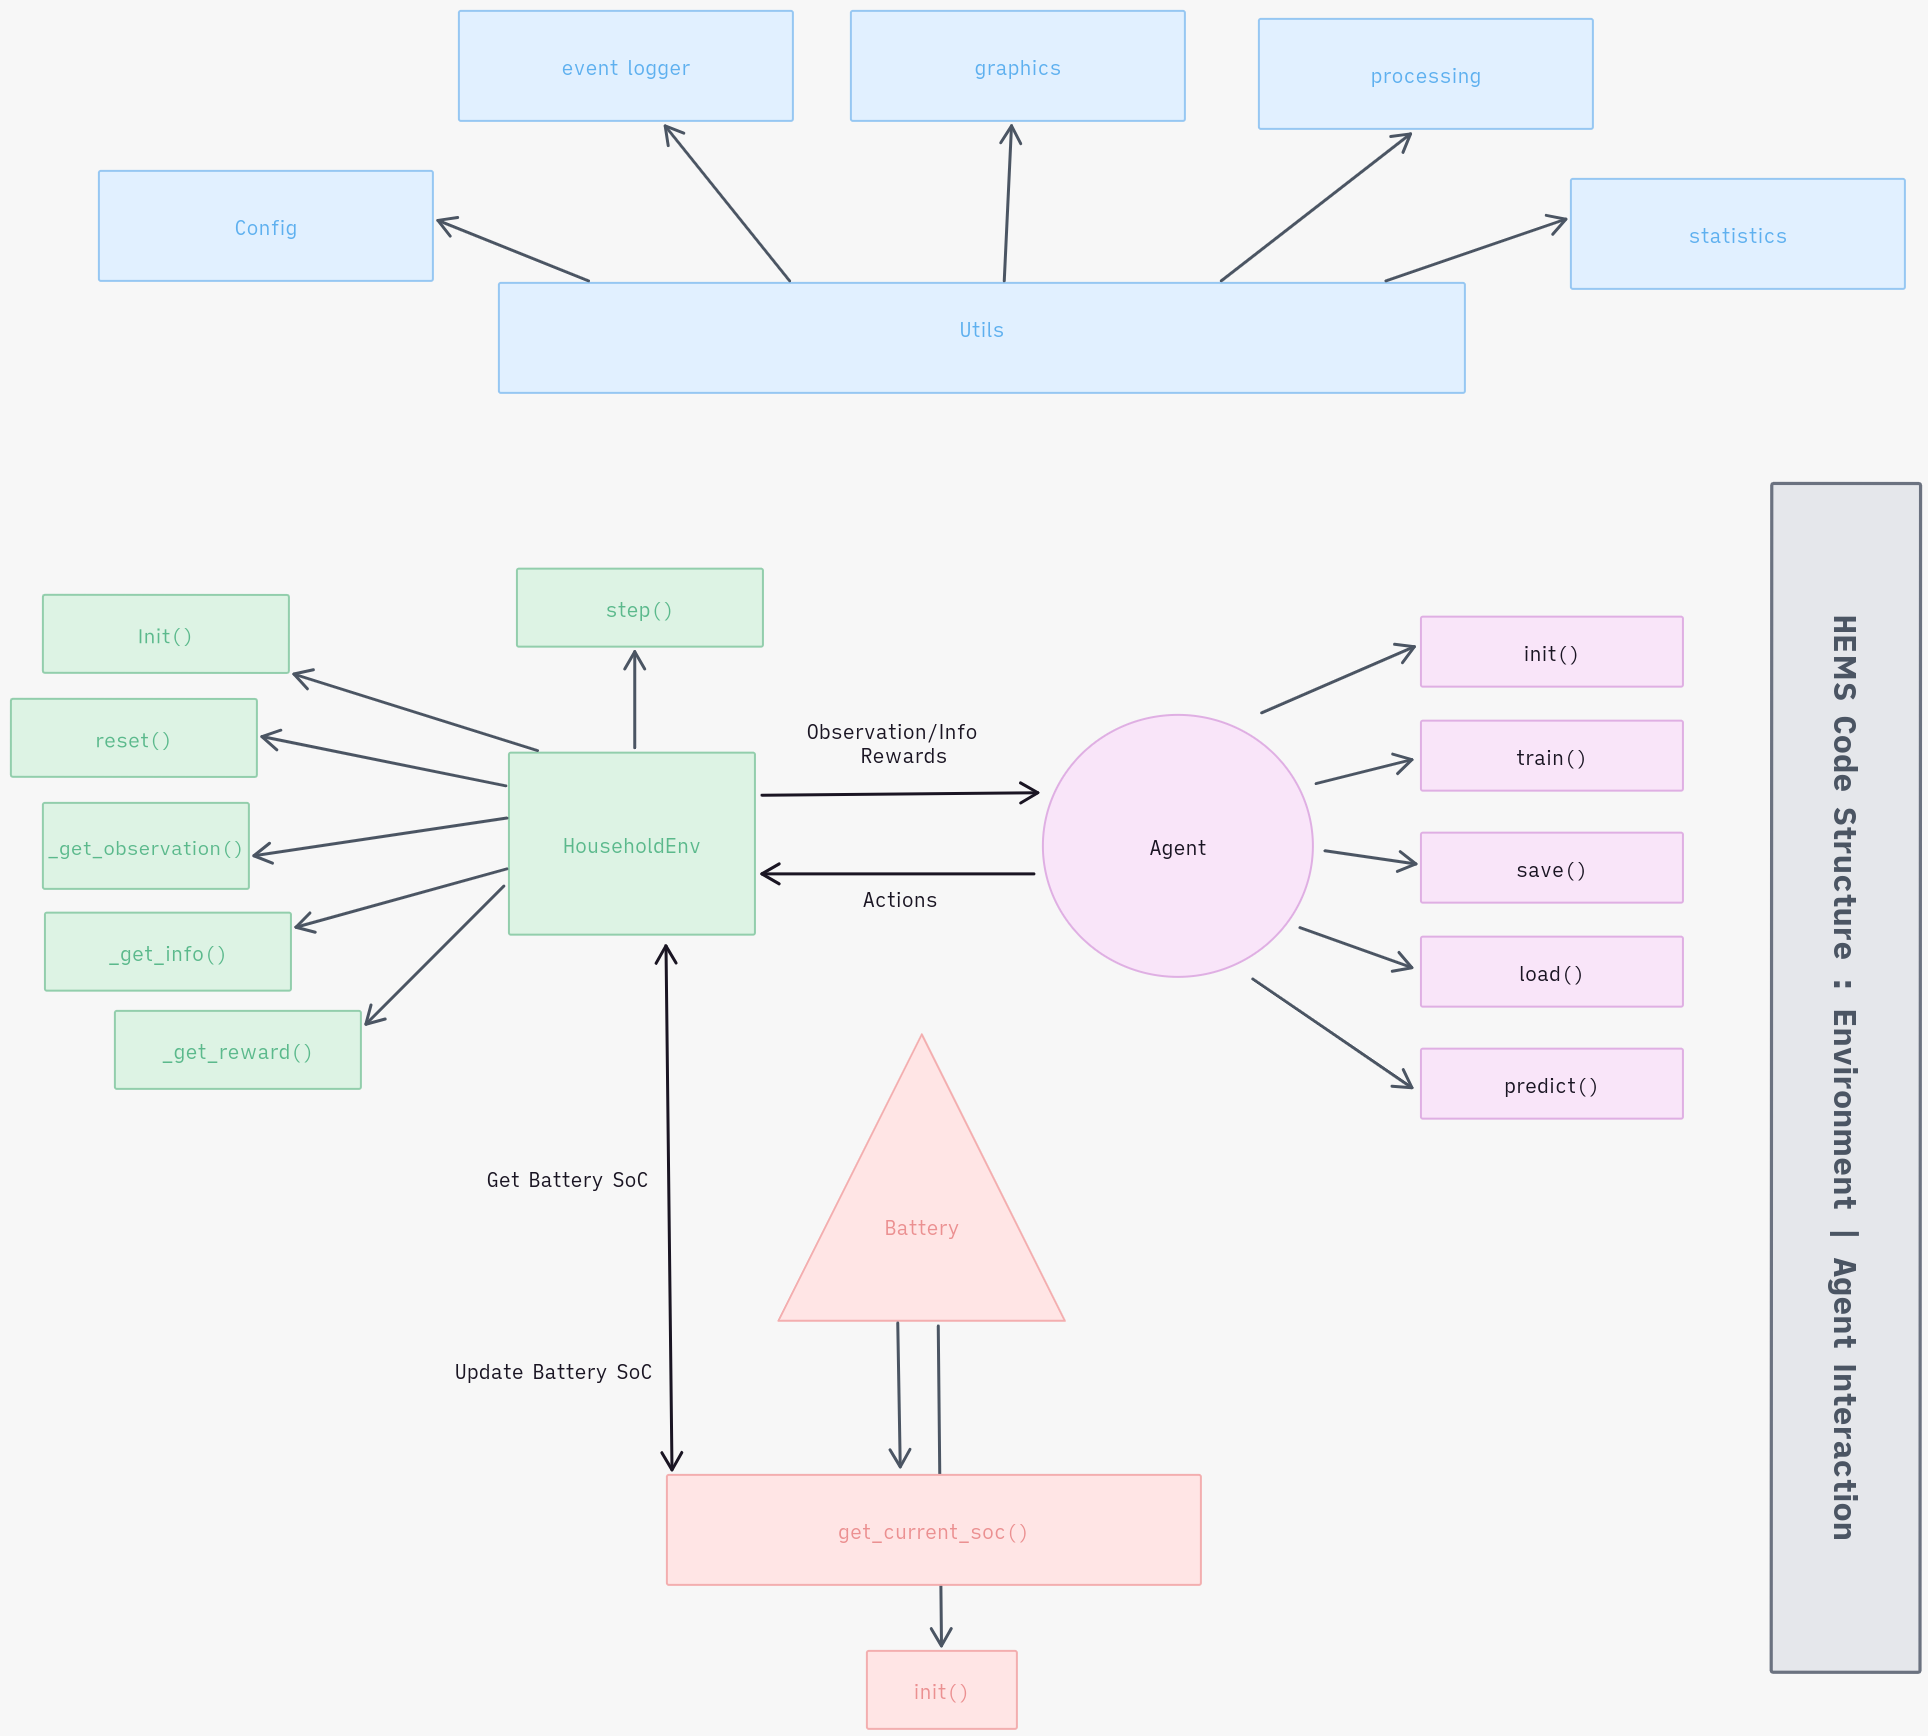 event logger
graphics
processing
Config
statistics
Utils
step()
Init()
reset()
_get_observation()
_get_info()
_get_reward()
HouseholdEnv
Observation/Info
Rewards
Actions
Agent
init()
train()
save()
load()
predict()
Get Battery SoC
Update Battery SoC
Battery
get_current_soc()
init()
HEMS Code Structure : Environment | Agent Interaction